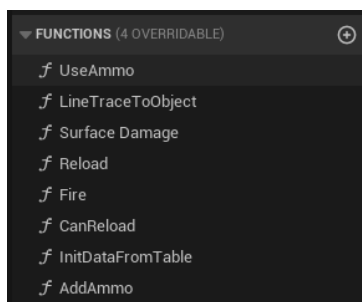 FUNCTIONS (4 OVERRIDABLE)
UseAmmo
LineTraceToObject
Surface Damage
Reload
Fire
CanReload
InitDataFromTable
AddAmmo